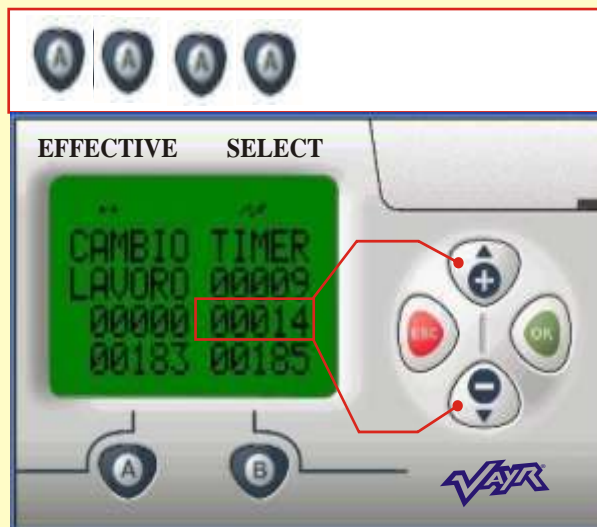 A A A A
EFFECTIVE SELECT
CAMBIO TIMER
LAVORO 00009
00000 00014
00183 00185
ESC OK
A B
VAYR